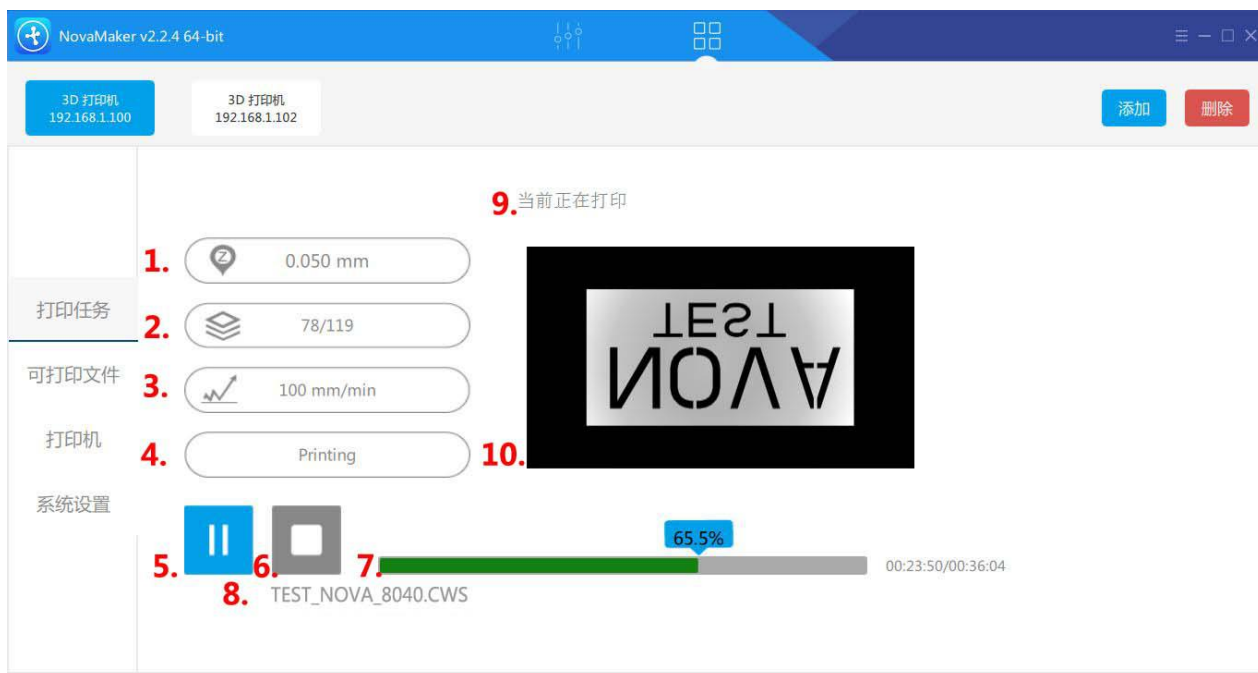 NovaMaker v2.2.4 64-bit
3D 打印机
192.168.1.100
3D 打印机
192.168.1.102
添加
删除
9.当前正在打印
1. Z 0.050 mm
打印任务
2. 78/119
可打印文件
3. 100 mm/min
打印机
4. Printing
系统设置
10.
TEST
NOVA
5.
6.
7.
65.5%
00:23:50/00:36:04
8. TEST_NOVA_8040.CWS